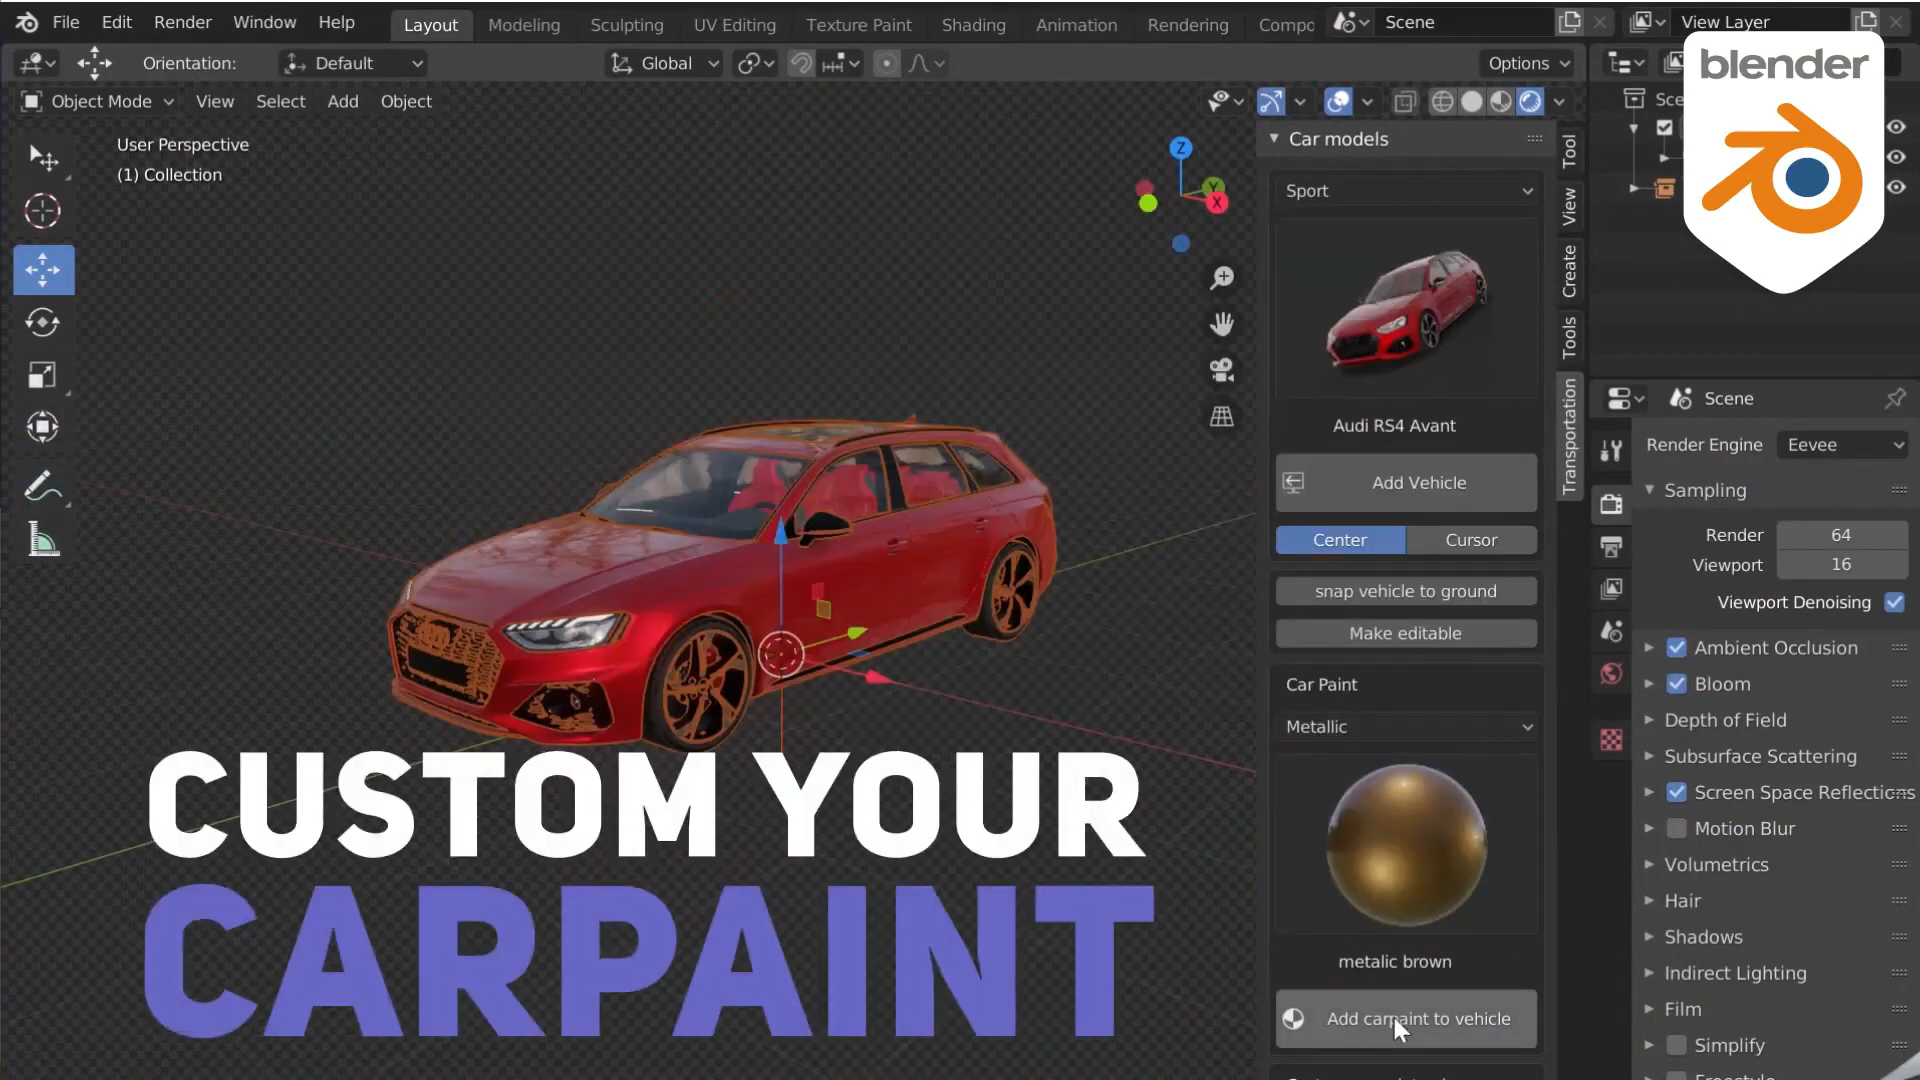 File Edit Render Window Help Layout Modeling Sculpting UV Editing Texture Paint Shading Animation Rendering Compo Scene View Layer
Orientation: Default Global Options
blender
Object Mode View Select Add Object
User Perspective
(1) Collection
Z
Y
X
Car models
Sport
Audi RS4 Avant
Add Vehicle
Center Cursor
snap vehicle to ground
Make editable
Car Paint
Metallic
metalic brown
Add carpaint to vehicle
Tool
View
Create
Tools
Transportation
Sce
Scene
Render Engine Eevee
Sampling
Render 64
Viewport 16
Viewport Denoising
Ambient Occlusion
Bloom
Depth of Field
Subsurface Scattering
Screen Space Reflections
Motion Blur
Volumetrics
Hair
Shadows
Indirect Lighting
Film
Simplify
CUSTOM YOUR
CARPAINT